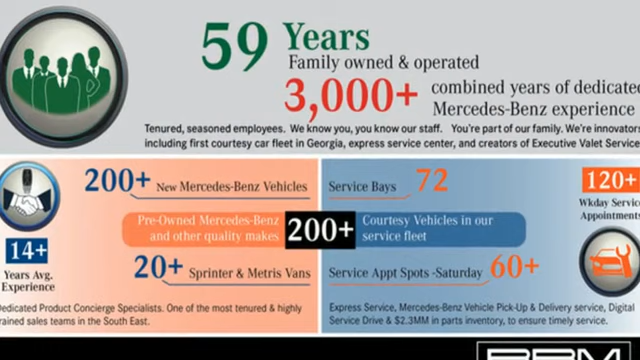 59 Years
Family owned & operated
3,000+ combined years of dedicated
Mercedes-Benz experience
Tenured, seasoned employees. We know you, you know our staff. You're part of our family. We're innovators
including first courtesy car fleet in Georgia, express service center, and creators of Executive Valet Service
200+ New Mercedes-Benz Vehicles
Pre-Owned Mercedes-Benz
and other quality makes
200+
20+ Sprinter & Metris Vans
14+
Years Avg.
Experience
Dedicated Product Concierge Specialists. One of the most tenured & highly
trained sales teams in the South East.
Service Bays 72
Courtesy Vehicles in our
service fleet
Service Appt Spots -Saturday 60+
120+
Wkday Service
Appointments
Express Service, Mercedes-Benz Vehicle Pick-Up & Delivery service, Digital
Service Drive & $2.3MM in parts inventory, to ensure timely service.